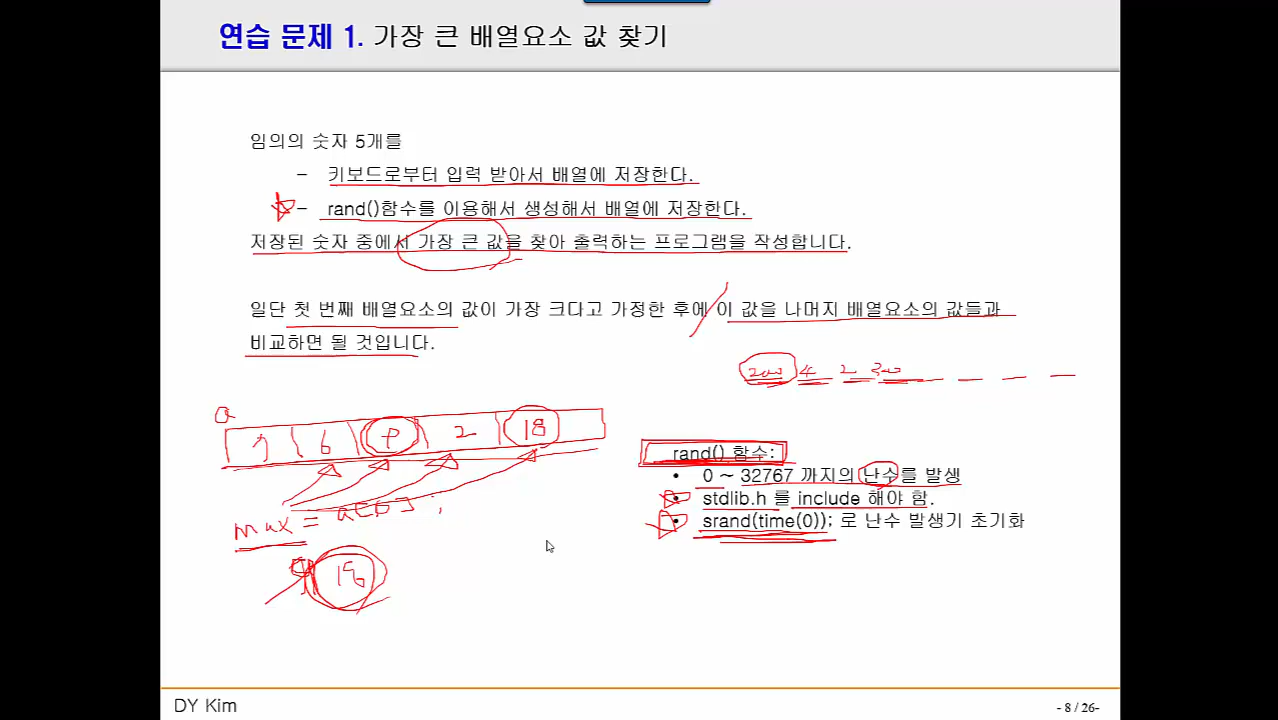 연습 문제 1. 가장 큰 배열요소 값 찾기
임의의 숫자 5개를
– 키보드로부터 입력 받아서 배열에 저장한다.
– rand()함수를 이용해서 생성해서 배열에 저장한다.
저장된 숫자 중에서 가장 큰 값을 찾아 출력하는 프로그램을 작성합니다.
일단 첫 번째 배열요소의 값이 가장 크다고 가정한 후에 이 값을 나머지 배열요소의 값들과
비교하면 될 것입니다.
200 4 2 30
a
7 6 9 2 18
max = a[0];
18
rand() 함수:
• 0 ~ 32767 까지의 난수를 발생
• stdlib.h 를 include 해야 함.
• srand(time(0)); 로 난수 발생기 초기화
DY Kim
- 8 / 26-